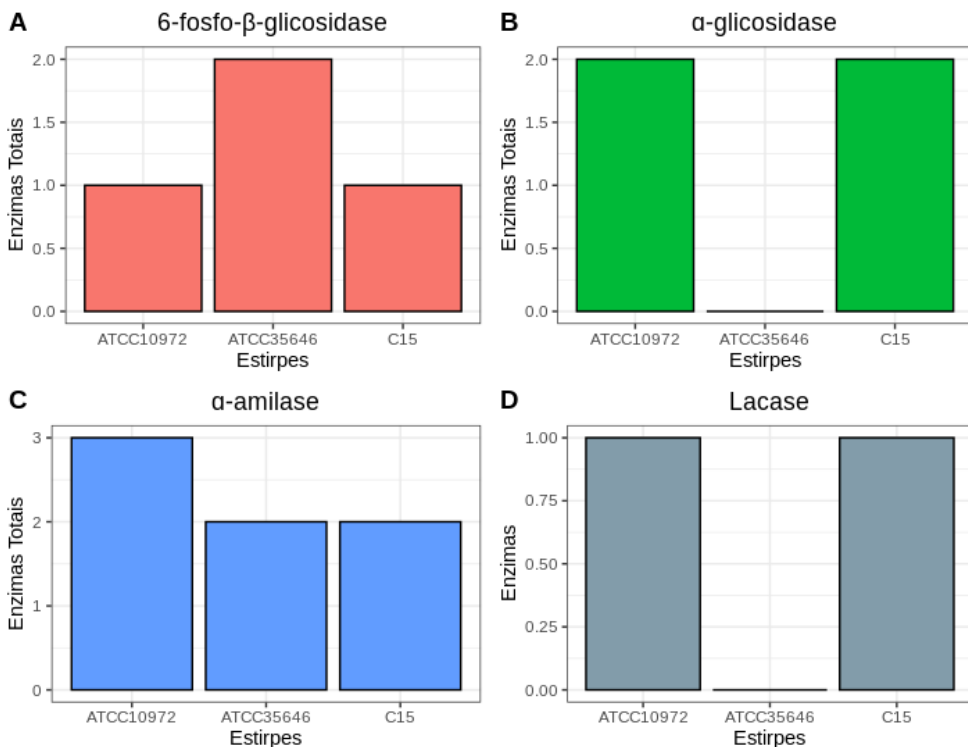 A
6-fosfo-β-glicosidase
Enzimas Totais
2.0
1.5
1.0
0.5
0.0
ATCC10972 ATCC35646 C15
Estirpes
B
α-glicosidase
Enzimas Totais
2.0
1.5
1.0
0.5
0.0
ATCC10972 ATCC35646 C15
Estirpes
C
α-amilase
Enzimas Totais
3
2
1
0
ATCC10972 ATCC35646 C15
Estirpes
D
Lacase
Enzimas
1.00
0.75
0.50
0.25
0.00
ATCC10972 ATCC35646 C15
Estirpes